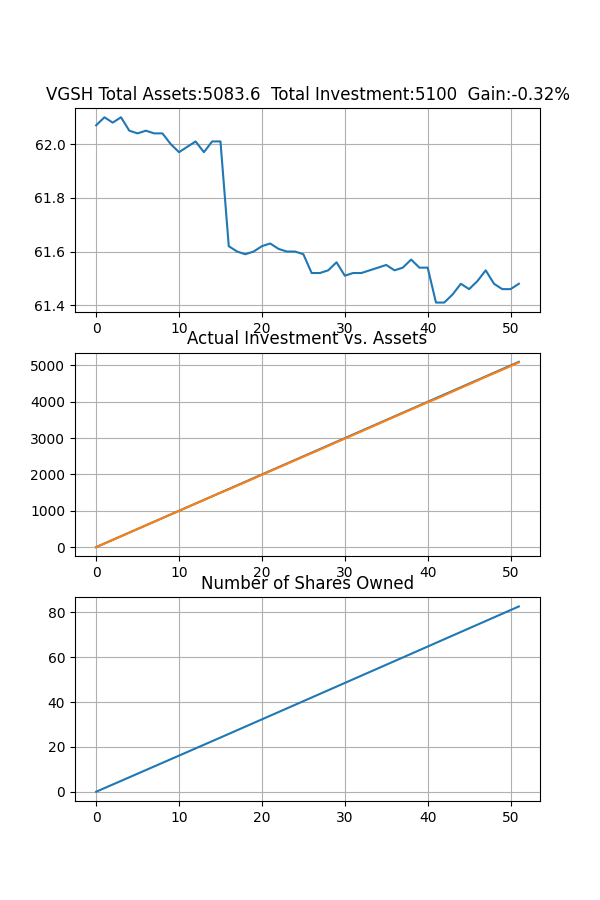 VGSH Total Assets:5083.6  Total Investment:5100  Gain:-0.32%
62.0
61.8
61.6
61.4
0 10 20 30 40 50
Actual Investment vs. Assets
5000
4000
3000
2000
1000
0
0 10 20 30 40 50
Number of Shares Owned
80
60
40
20
0
0 10 20 30 40 50